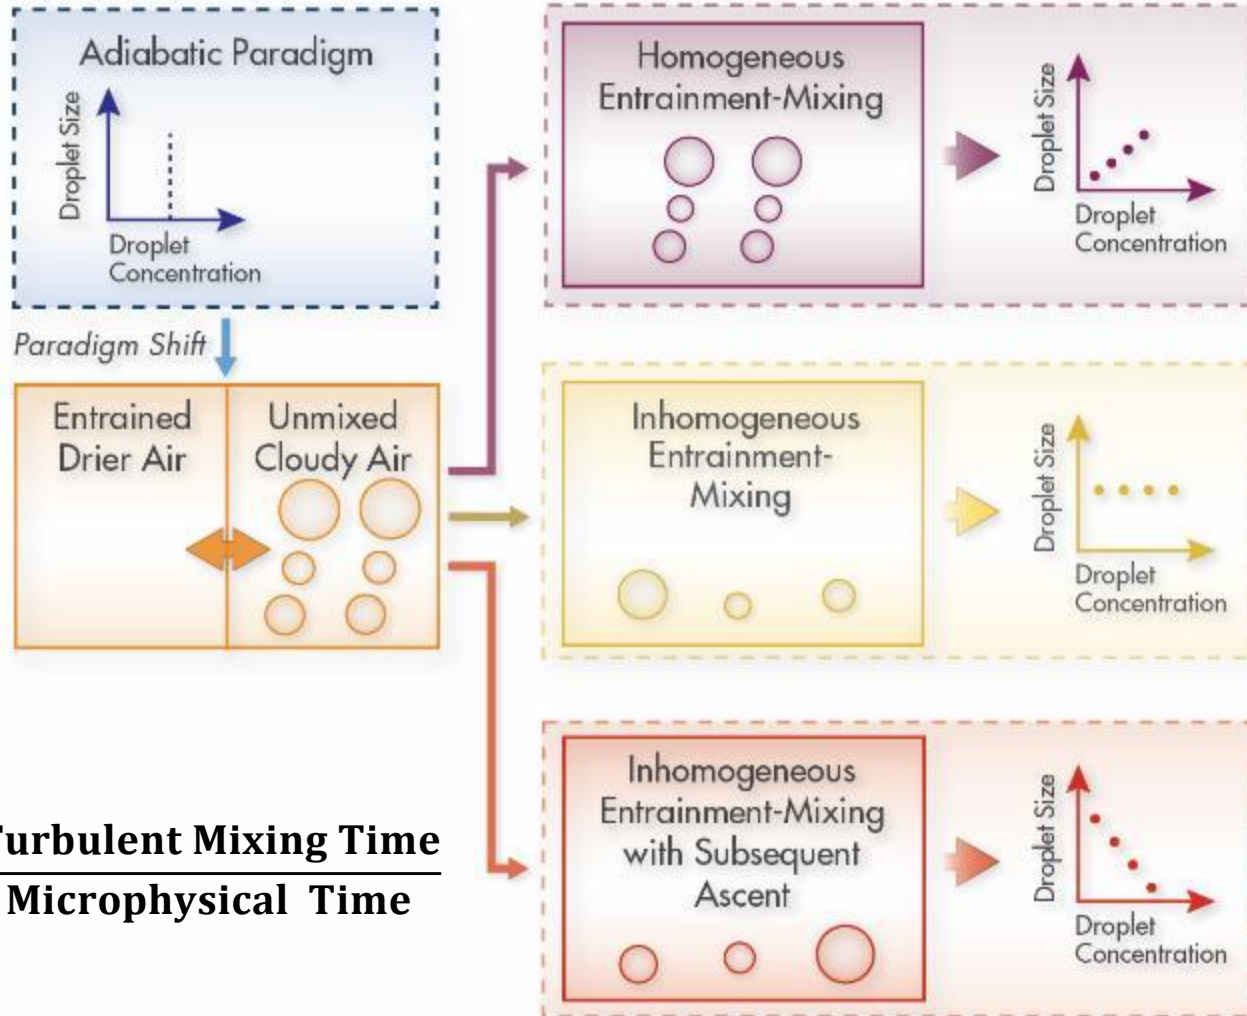 Adiabatic Paradigm
Droplet Size
Droplet
Concentration
Paradigm Shift
Entrained
Drier Air
Unmixed
Cloudy Air
Homogeneous
Entrainment-Mixing
Droplet Size
Droplet
Concentration
Inhomogeneous
Entrainment-
Mixing
Droplet Size
Droplet
Concentration
Inhomogeneous
Entrainment-Mixing
with Subsequent
Ascent
Droplet Size
Droplet
Concentration
Turbulent Mixing Time
Microphysical Time